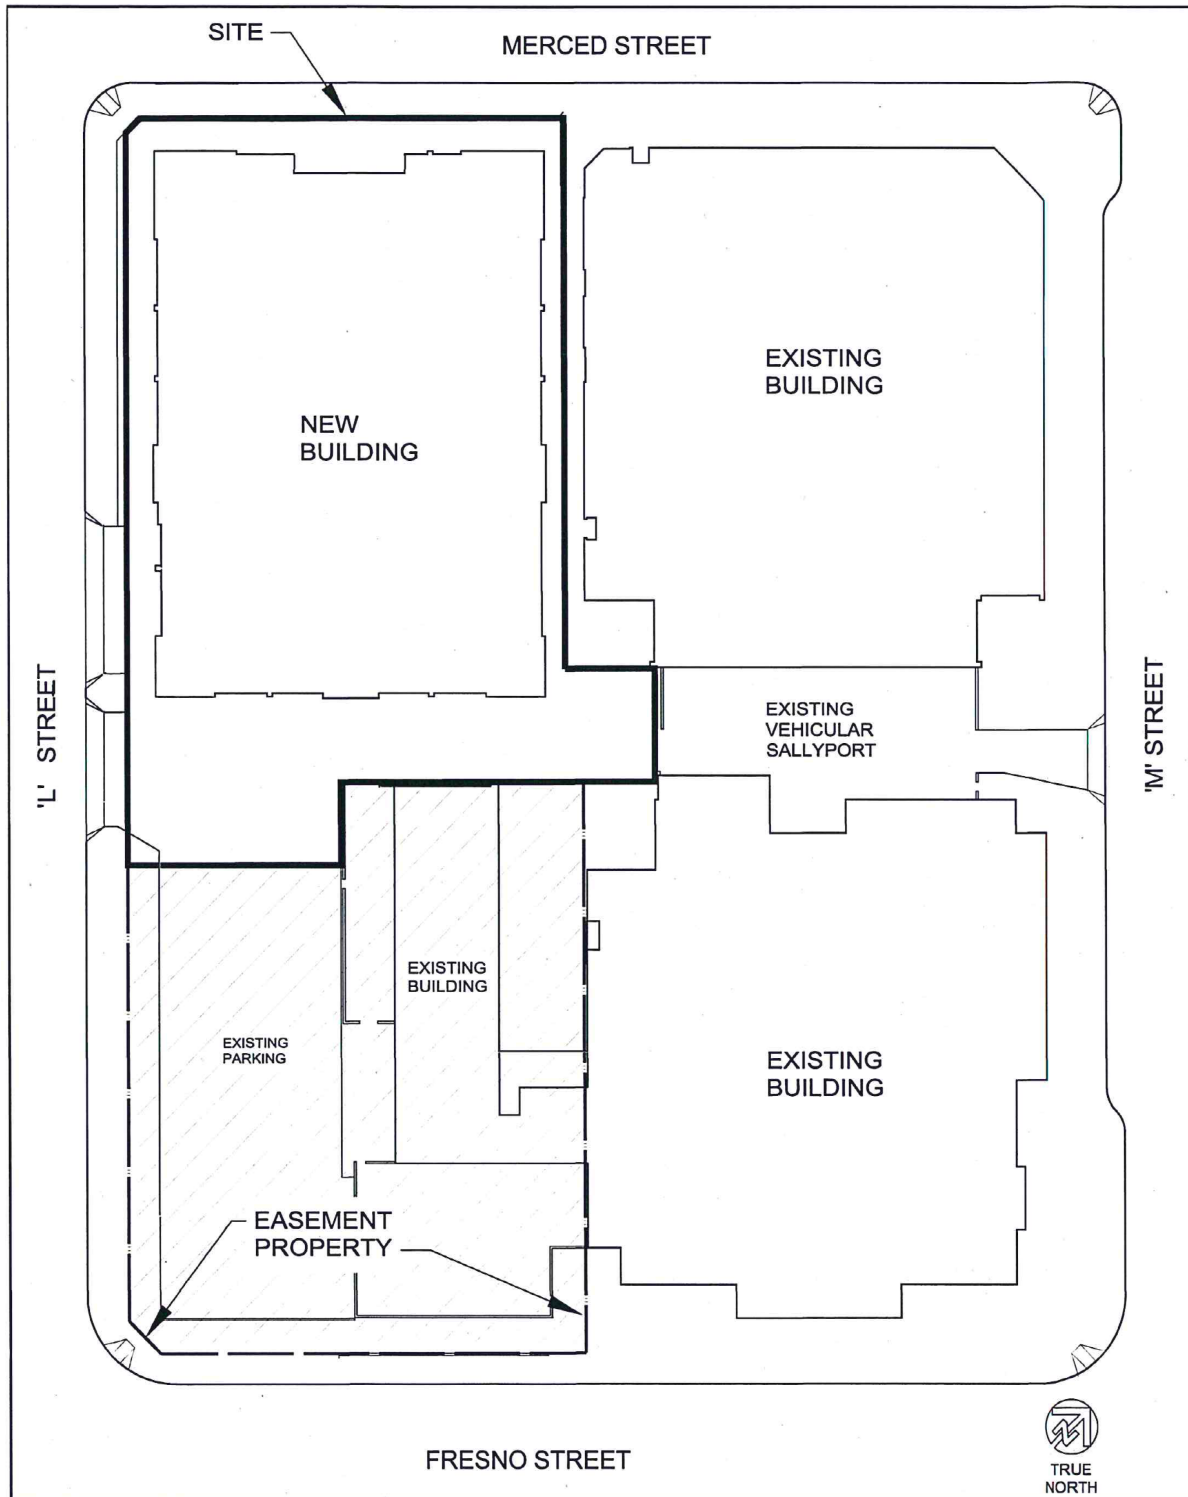 SITE
MERCED STREET
EXISTING
BUILDING
NEW
BUILDING
'L' STREET
'M' STREET
EXISTING
VEHICULAR
SALLYPORT
EXISTING
BUILDING
EXISTING
PARKING
EXISTING
BUILDING
EASEMENT
PROPERTY
FRESNO STREET
TRUE
NORTH